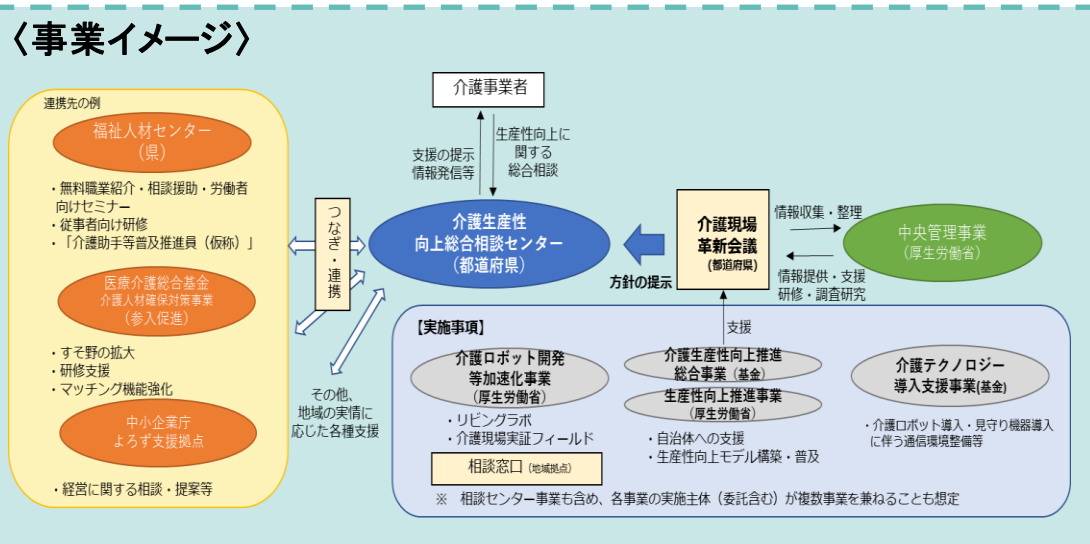 〈事業イメージ〉
連携先の例
福祉人材センター
（県）
・無料職業紹介・相談援助・労働者
向けセミナー
・従事者向け研修
・「介護助手等普及推進員（仮称）」
医療介護総合基金
介護人材確保対策事業
（参入促進）
・すそ野の拡大
・研修支援
・マッチング機能強化
中小企業庁
よろず支援拠点
・経営に関する相談・提案等
つなぎ・連携
その他、
地域の実情に
応じた各種支援
介護事業者
支援の提示
情報発信等
生産性向上に
関する
総合相談
介護生産性
向上総合相談センター
（都道府県）
方針の提示
介護現場
革新会議
（都道府県）
情報収集・整理
情報提供・支援
研修・調査研究
中央管理事業
（厚生労働省）
【実施事項】
支援
介護ロボット開発
等加速化事業
（厚生労働省）
・リビングラボ
・介護現場実証フィールド
相談窓口（地域拠点）
介護生産性向上推進
総合事業（基金）
生産性向上推進事業
（厚生労働省）
・自治体への支援
・生産性向上モデル構築・普及
介護テクノロジー
導入支援事業(基金)
・介護ロボット導入・見守り機器導入
に伴う通信環境整備等
※　相談センター事業も含め、各事業の実施主体（委託含む）が複数事業を兼ねることも想定